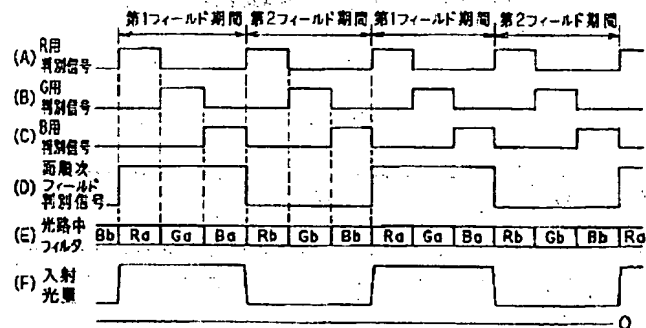 第1フィールド期間 第2フィールド期間 第1フィールド期間 第2フィールド期間
(A) R用
判別信号
(B) G用
判別信号
(C) B用
判別信号
(D) 面順次
フィールド
判別信号
(E) 光路中
フィルタ
Bb Ra Ga Ba Rb Gb Bb Ra Ga Ba Rb Gb Bb Ra
(F) 入射
光量
0